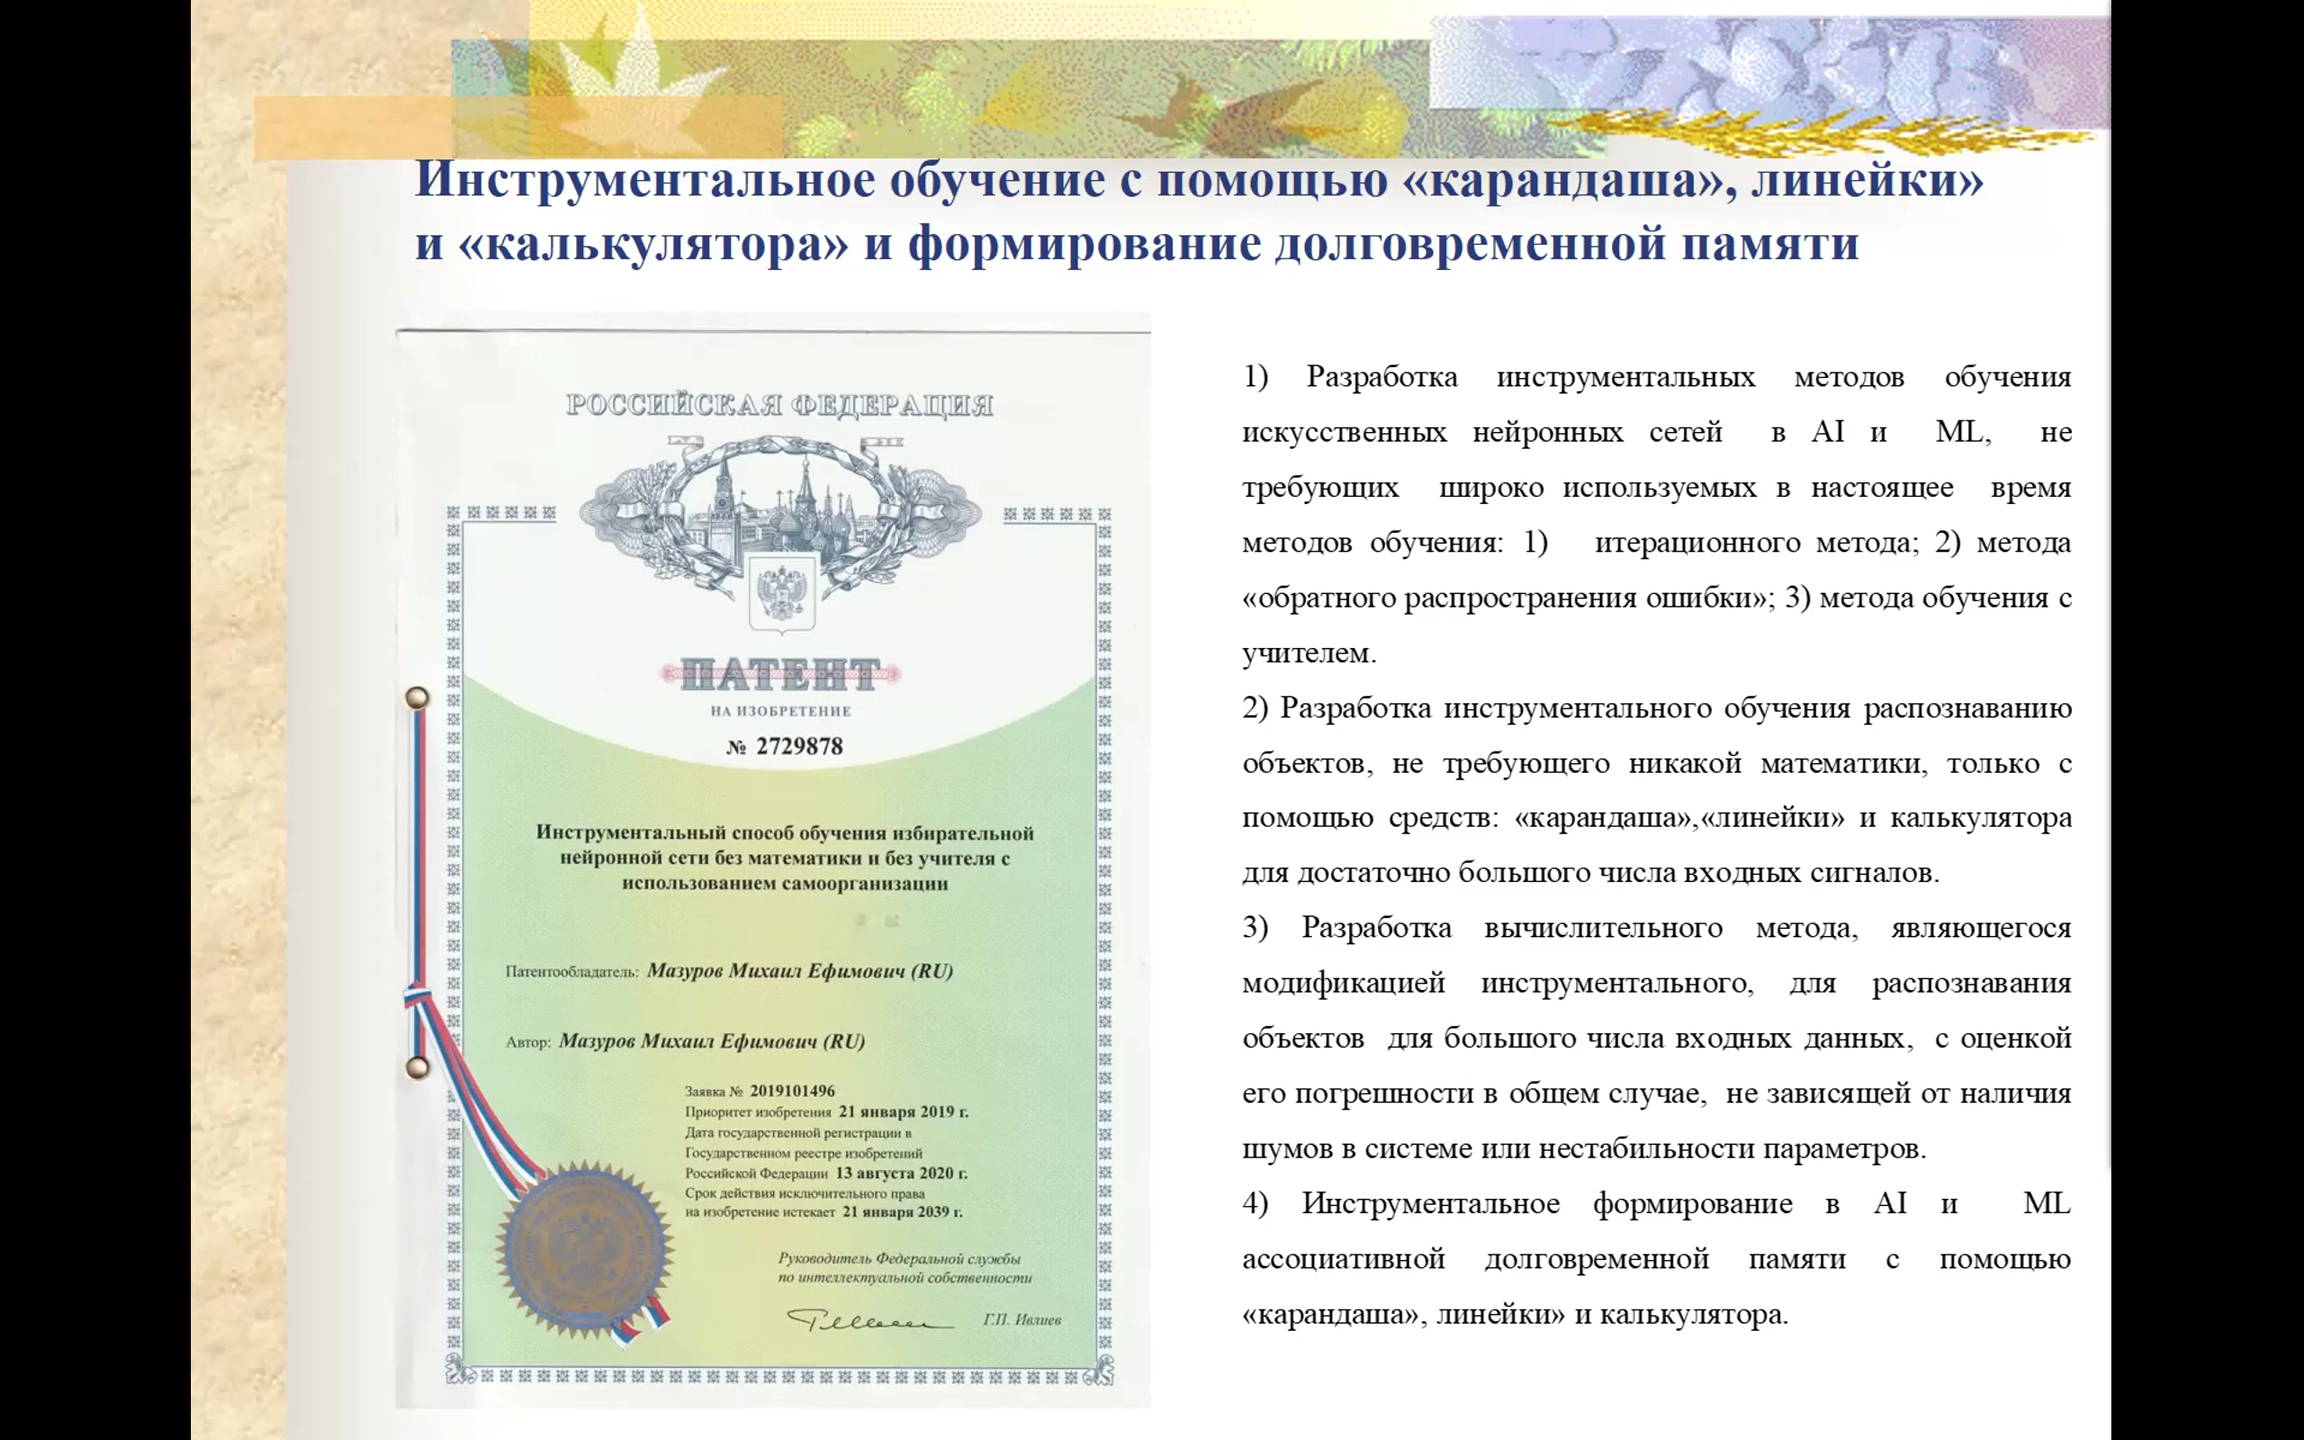 Инструментальное обучение с помощью «карандаша», линейки»
и «калькулятора» и формирование долговременной памяти
РОССИЙСКАЯ ФЕДЕРАЦИЯ
ПАТЕНТ
НА ИЗОБРЕТЕНИЕ
№ 2729878
Инструментальный способ обучения избирательной
нейронной сети без математики и без учителя с
использованием самоорганизации
Патентообладатель: Мазуров Михаил Ефимович (RU)
Автор: Мазуров Михаил Ефимович (RU)
Заявка № 2019101496
Приоритет изобретения 21 января 2019 г.
Дата государственной регистрации в
Государственном реестре изобретений
Российской Федерации 13 августа 2020 г.
Срок действия исключительного права
на изобретение истекает 21 января 2039 г.
Руководитель Федеральной службы
по интеллектуальной собственности
Г.П. Ивлиев
1) Разработка инструментальных методов обучения
искусственных нейронных сетей в AI и ML, не
требующих широко используемых в настоящее время
методов обучения: 1) итерационного метода; 2) метода
«обратного распространения ошибки»; 3) метода обучения с
учителем.
2) Разработка инструментального обучения распознаванию
объектов, не требующего никакой математики, только с
помощью средств: «карандаша»,«линейки» и калькулятора
для достаточно большого числа входных сигналов.
3) Разработка вычислительного метода, являющегося
модификацией инструментального, для распознавания
объектов для большого числа входных данных, с оценкой
его погрешности в общем случае, не зависящей от наличия
шумов в системе или нестабильности параметров.
4) Инструментальное формирование в AI и ML
ассоциативной долговременной памяти с помощью
«карандаша», линейки» и калькулятора.